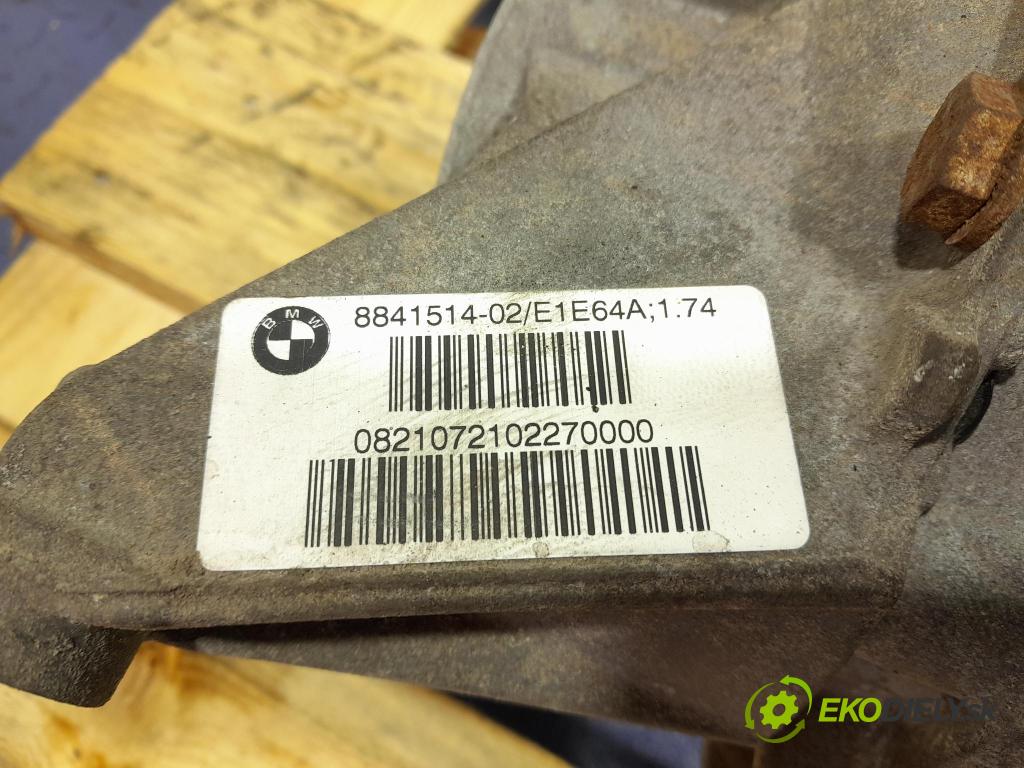 BMW
8841514-02/E1E64A;1.74
0821072102270000
EKODIELY.SK